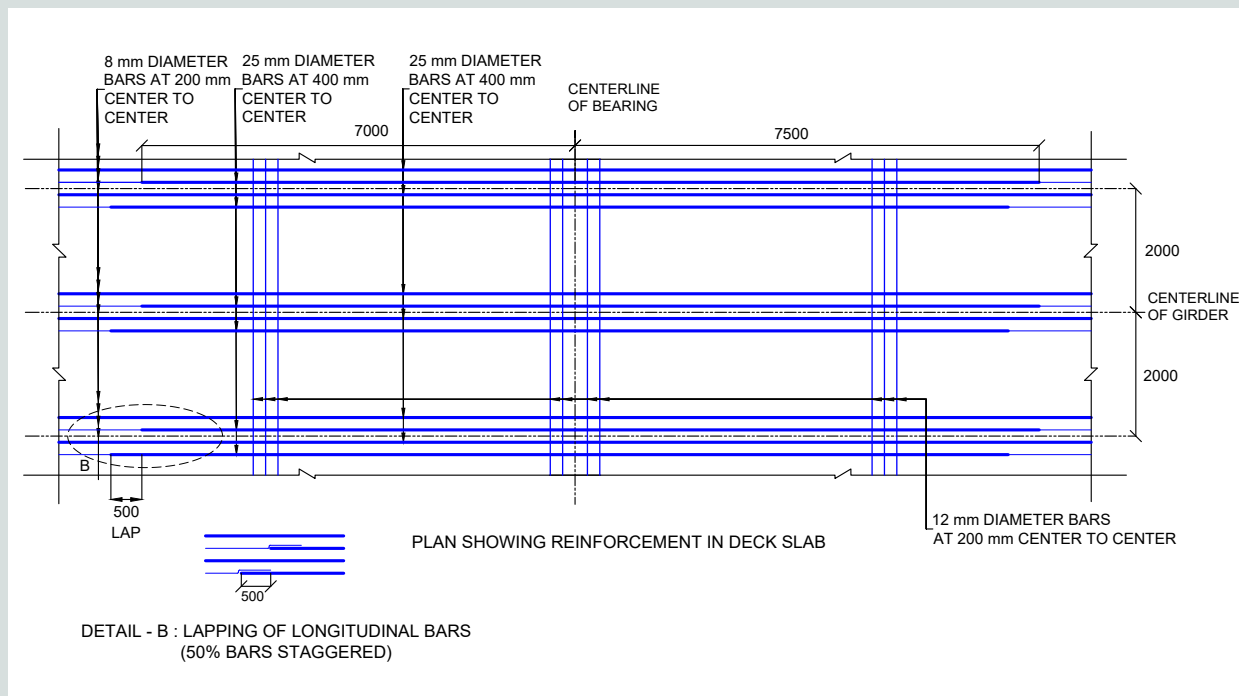 8 mm DIAMETER
BARS AT 200 mm
CENTER TO
CENTER
25 mm DIAMETER
BARS AT 400 mm
CENTER TO
CENTER
25 mm DIAMETER
BARS AT 400 mm
CENTER TO
CENTER
CENTERLINE
OF BEARING
7000
7500
2000
CENTERLINE
OF GIRDER
2000
B
500
LAP
12 mm DIAMETER BARS
AT 200 mm CENTER TO CENTER
PLAN SHOWING REINFORCEMENT IN DECK SLAB
500
DETAIL - B : LAPPING OF LONGITUDINAL BARS
(50% BARS STAGGERED)